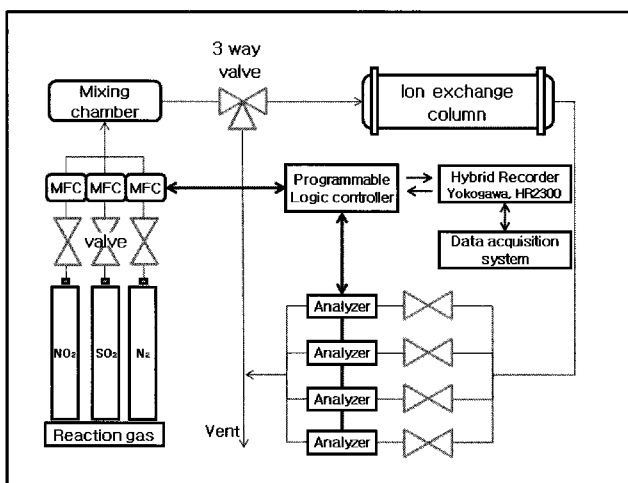 3 way
valve
Mixing
chamber
Ion exchange
column
MFC MFC MFC
Programmable
Logic controller
Hybrid Recorder
Yokogawa, HR2300
valve
Data acquisition
system
Analyzer
Analyzer
Analyzer
Analyzer
NO₂ SO₂ N₂
Vent
Reaction gas